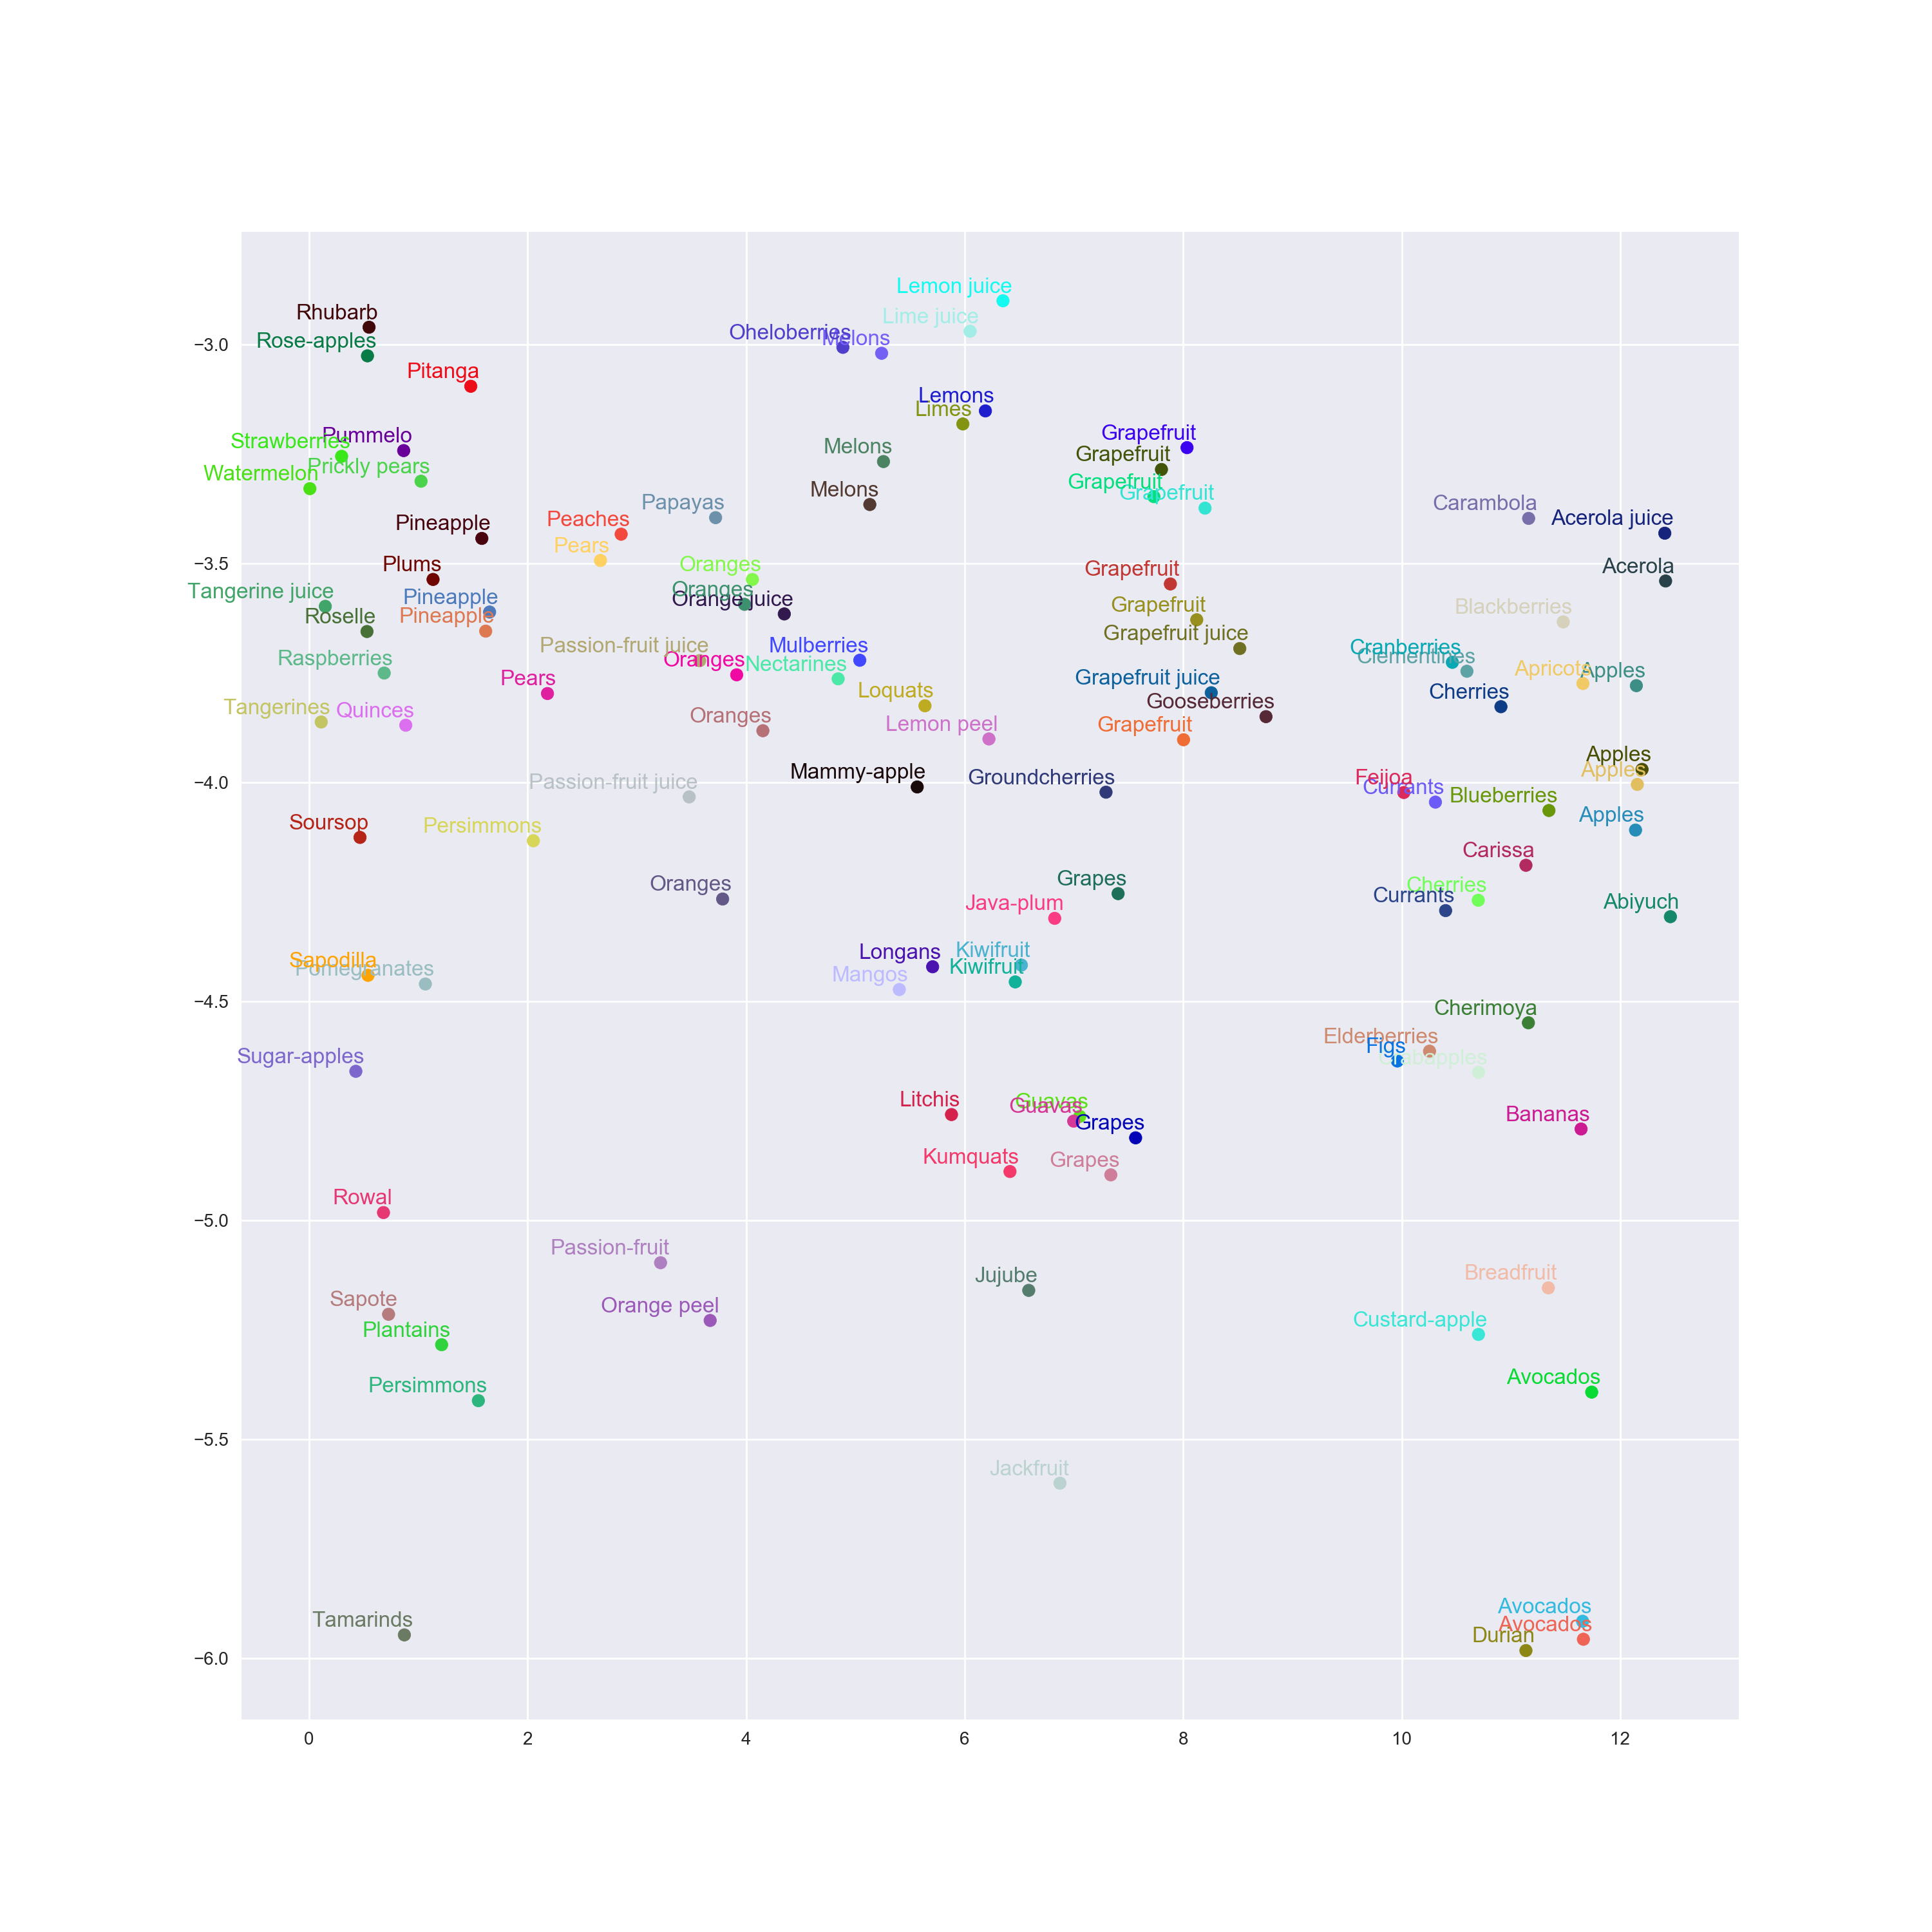 Lemon juice
Rhubarb
Lime juice
Oheloberries
Melons
Rose-apples
−3.0
Pitanga
Lemons
Limes
Grapefruit
Pummelo
Strawberries
Melons
Grapefruit
Prickly pears
Watermelon
Grapefruit
Melons
Grapefruit
Papayas
Carambola
Acerola juice
Peaches
Pineapple
Pears
−3.5
Plums
Oranges
Grapefruit
Acerola
Tangerine juice
Oranges
Pineapple
Orange juice
Grapefruit
Blackberries
Roselle
Pineapple
Grapefruit juice
Passion-fruit juice
Mulberries
Cranberries
Raspberries
Oranges
Nectarines
Clementines
Apricots
Apples
Pears
Grapefruit juice
Loquats
Cherries
Gooseberries
Tangerines
Quinces
Oranges
Lemon peel
Grapefruit
Apples
Mammy-apple
Apples
Groundcherries
Feijoa
−4.0
Passion-fruit juice
Currants
Blueberries
Apples
Soursop
Persimmons
Carissa
Grapes
Oranges
Cherries
Currants
Java-plum
Abiyuch
Kiwifruit
Longans
Sapodilla
Kiwifruit
Pomegranates
Mangos
−4.5
Cherimoya
Elderberries
Figs
Sugar-apples
Litchis
Guavas
Guavas
Bananas
Grapes
Kumquats
Grapes
Rowal
−5.0
Passion-fruit
Jujube
Breadfruit
Sapote
Orange peel
Custard-apple
Plantains
Avocados
Persimmons
−5.5
Jackfruit
Avocados
Tamarinds
Avocados
Durian
−6.0
0 2 4 6 8 10 12